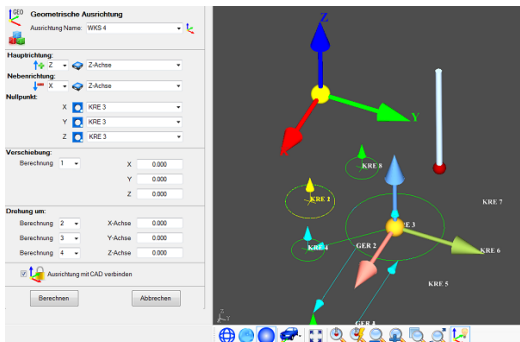 GEO
Geometrische Ausrichtung
Ausrichtung Name: WKS 4
Hauptrichtung:
Z Z-Achse
Nebenrichtung:
X Z-Achse
Nullpunkt:
X KRE 3
Y KRE 3
Z KRE 3
Verschiebung:
Berechnung 1 X 0.000
Y 0.000
Z 0.000
Drehung um:
Berechnung 2 X-Achse 0.000
Berechnung 3 Y-Achse 0.000
Berechnung 4 Z-Achse 0.000
Ausrichtung mit CAD verbinden
Berechnen Abbrechen
Z
Y
KRE 8
KRE 7
KRE 3
GER 2
KRE 6
KRE 5